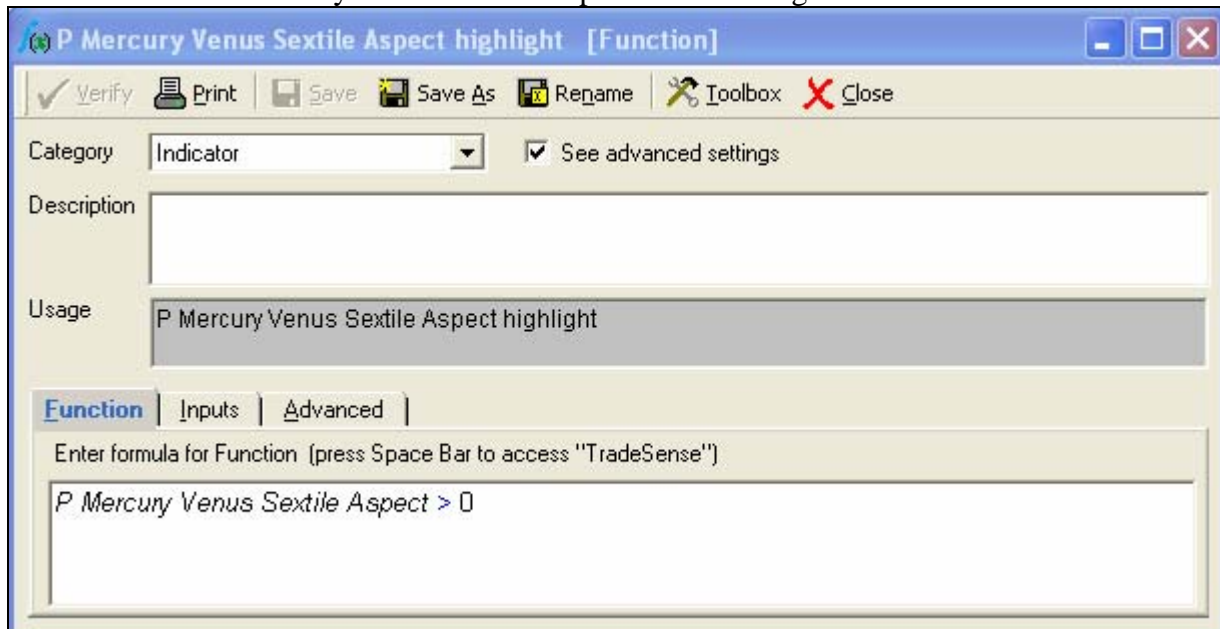 P Mercury Venus Sextile Aspect highlight [Function]
Verify Print Save Save As Rename Toolbox Close
Category Indicator See advanced settings
Description
Usage P Mercury Venus Sextile Aspect highlight
Function Inputs Advanced
Enter formula for Function (press Space Bar to access "TradeSense")
P Mercury Venus Sextile Aspect > 0